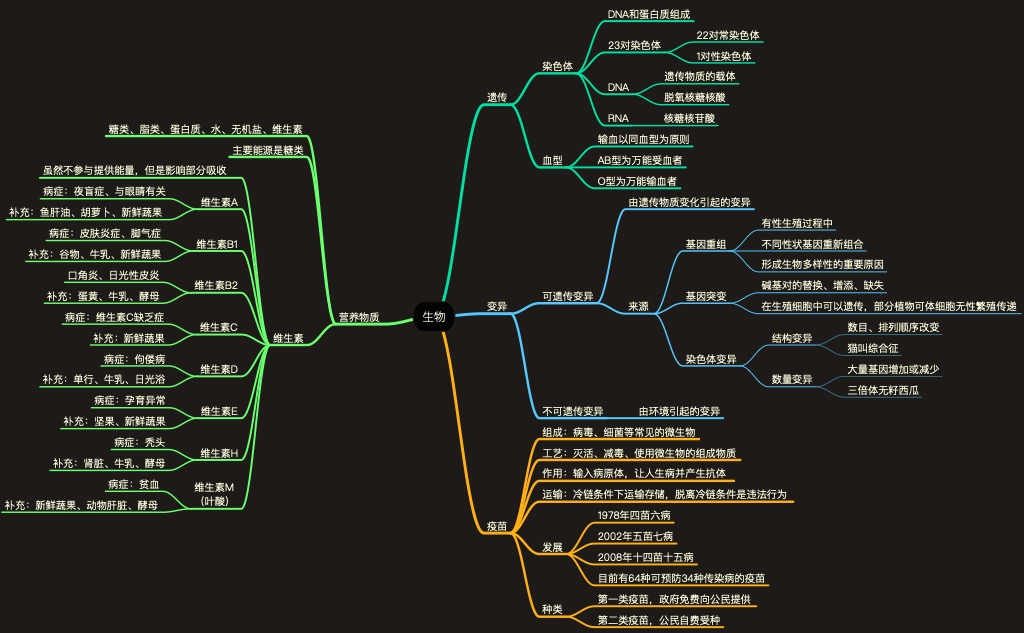 生物
遗传
染色体
DNA和蛋白质组成
23对染色体
22对常染色体
1对性染色体
DNA
遗传物质的载体
脱氧核糖核酸
RNA
核糖核苷酸
血型
输血以同血型为原则
AB型为万能受血者
O型为万能输血者
变异
可遗传变异
由遗传物质变化引起的变异
来源
基因重组
有性生殖过程中
不同性状基因重新组合
形成生物多样性的重要原因
基因突变
碱基对的替换、增添、缺失
在生殖细胞中可以遗传，部分植物可体细胞无性繁殖传递
染色体变异
结构变异
数目、排列顺序改变
猫叫综合征
数量变异
大量基因增加或减少
三倍体无籽西瓜
不可遗传变异
由环境引起的变异
疫苗
组成：病毒、细菌等常见的微生物
工艺：灭活、减毒、使用微生物的组成物质
作用：输入病原体，让人生病并产生抗体
运输：冷链条件下运输存储，脱离冷链条件是违法行为
发展
1978年四苗六病
2002年五苗七病
2008年十四苗十五病
目前有64种可预防34种传染病的疫苗
种类
第一类疫苗，政府免费向公民提供
第二类疫苗，公民自费受种
营养物质
糖类、脂类、蛋白质、水、无机盐、维生素
主要能源是糖类
维生素
虽然不参与提供能量，但是影响部分吸收
维生素A
病症：夜盲症、与眼睛有关
补充：鱼肝油、胡萝卜、新鲜蔬果
维生素B1
病症：皮肤炎症、脚气症
补充：谷物、牛乳、新鲜蔬果
维生素B2
口角炎、日光性皮炎
补充：蛋黄、牛乳、酵母
维生素C
病症：维生素C缺乏症
补充：新鲜蔬果
维生素D
病症：佝偻病
补充：单行、牛乳、日光浴
维生素E
病症：孕育异常
补充：坚果、新鲜蔬果
维生素H
病症：秃头
补充：肾脏、牛乳、酵母
维生素M
（叶酸）
病症：贫血
补充：新鲜蔬果、动物肝脏、酵母